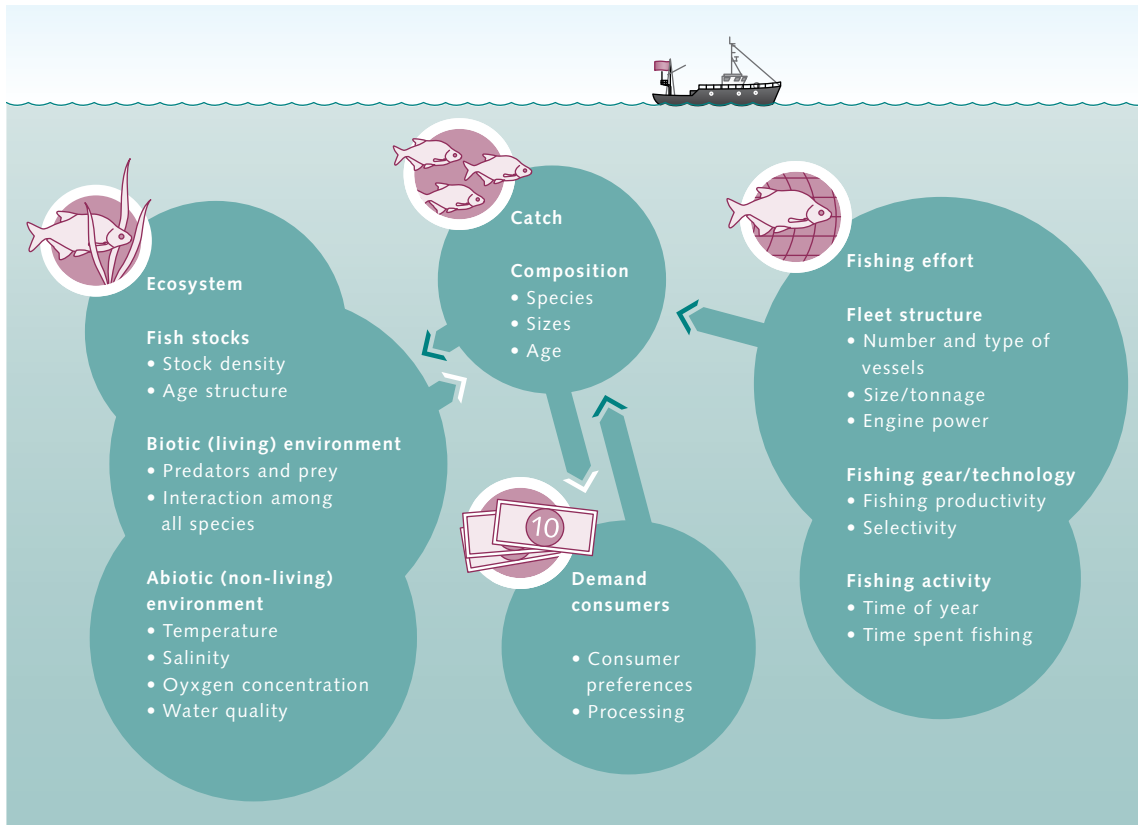 Ecosystem
Fish stocks
• Stock density
• Age structure
Biotic (living) environment
• Predators and prey
• Interaction among
all species
Abiotic (non-living)
environment
• Temperature
• Salinity
• Oyxgen concentration
• Water quality
Catch
Composition
• Species
• Sizes
• Age
10
Demand
consumers
• Consumer
preferences
• Processing
Fishing effort
Fleet structure
• Number and type of
vessels
• Size/tonnage
• Engine power
Fishing gear/technology
• Fishing productivity
• Selectivity
Fishing activity
• Time of year
• Time spent fishing